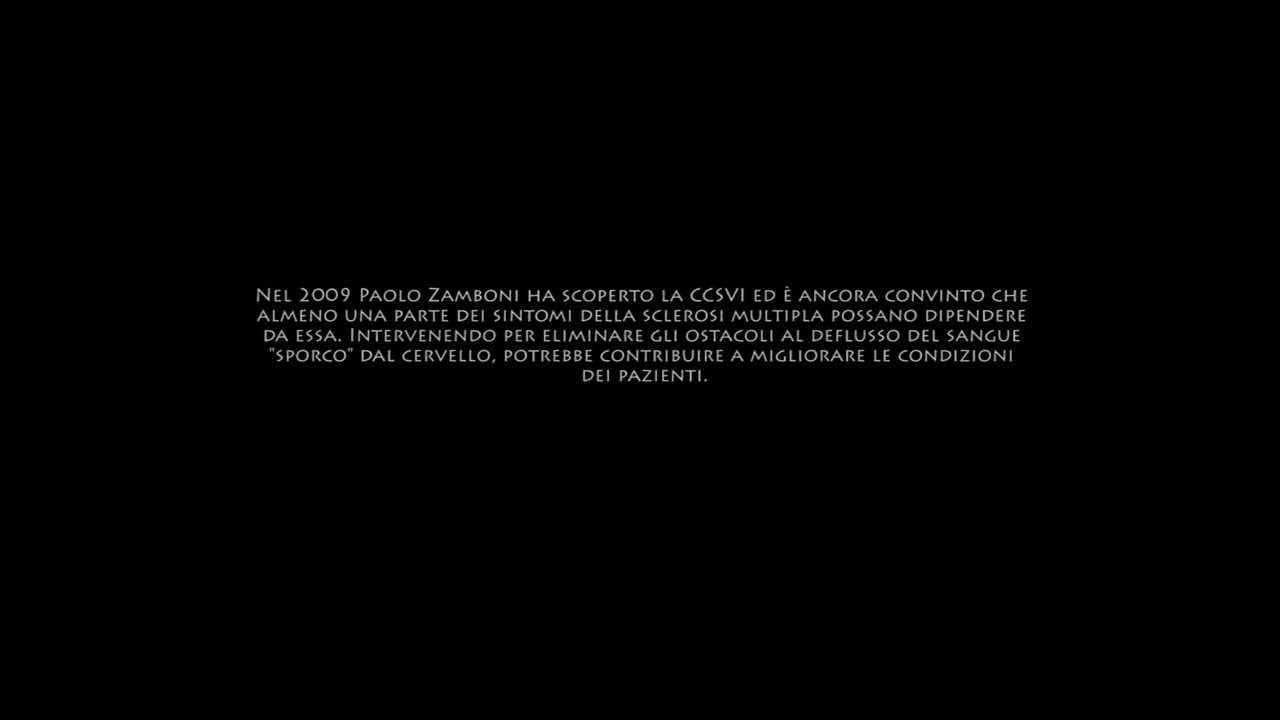 Nel 2009 Paolo Zamboni ha scoperto la CCSVI ed è ancora convinto che
almeno una parte dei sintomi della sclerosi multipla possano dipendere
da essa. Intervenendo per eliminare gli ostacoli al deflusso del sangue
"sporco" dal cervello, potrebbe contribuire a migliorare le condizioni
dei pazienti.